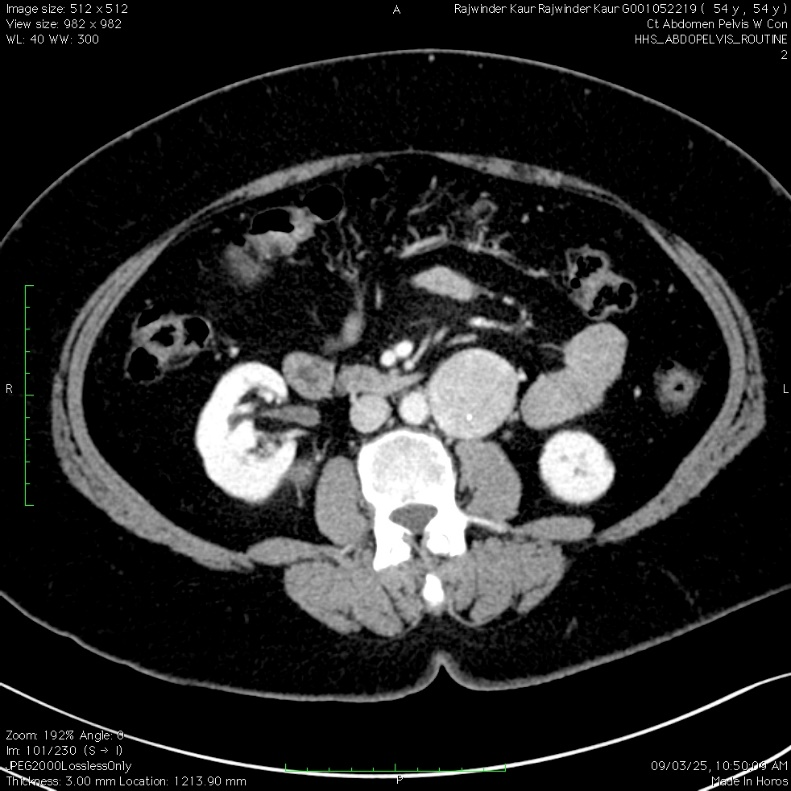 Image size: 512 x 512
View size: 982 x 982
WL: 40 WW: 300
A
Rajwinder Kaur Rajwinder Kaur G001052219 ( 54 y, 54 y )
Ct Abdomen Pelvis W Con
HHS_ABDOPELVIS_ROUTINE
2
R
L
Zoom: 192% Angle: 0
Im: 101/230 (S -> I)
JPEG2000LosslessOnly
Thickness: 3.00 mm Location: 1213.90 mm
P
09/03/25, 10:50:09 AM
Made In Horos